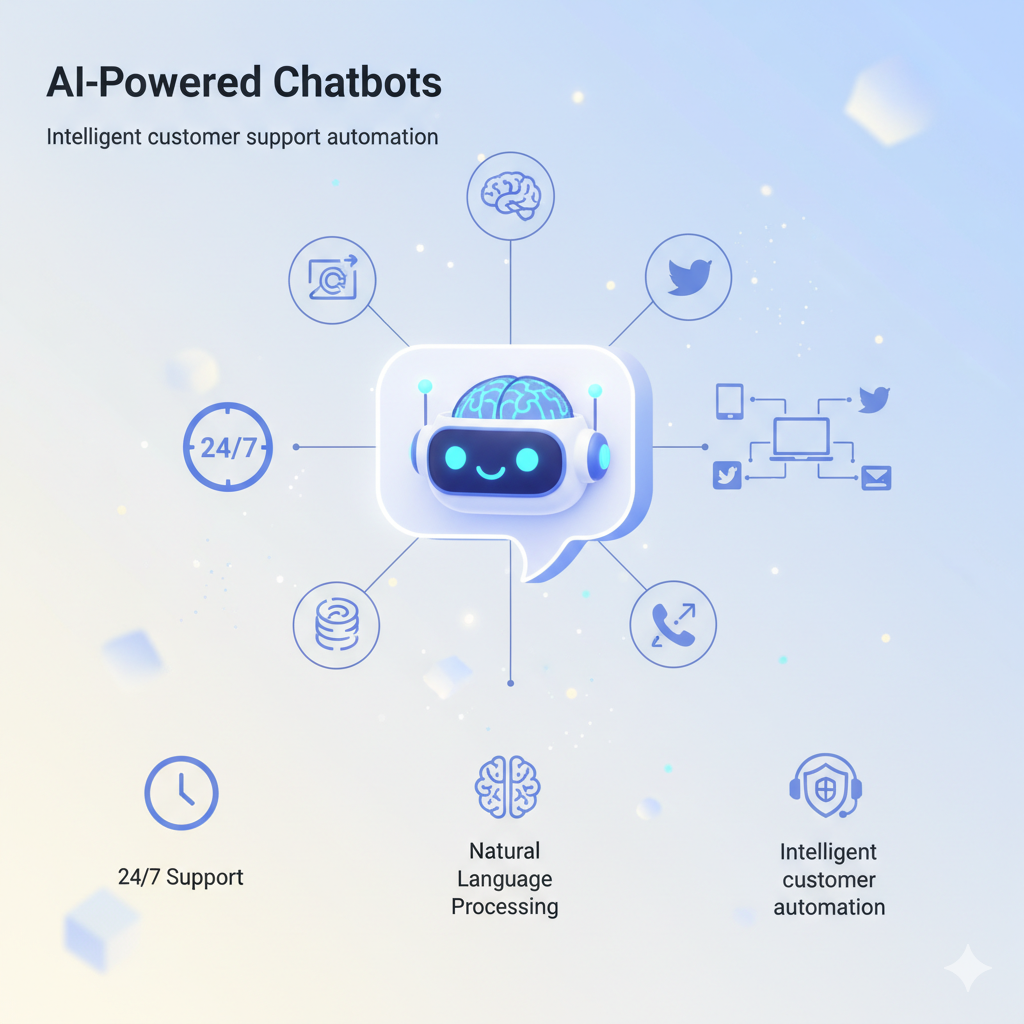 AI-Powered Chatbots
Intelligent customer support automation
24/7
24/7 Support
Natural
Language
Processing
Intelligent
customer
automation